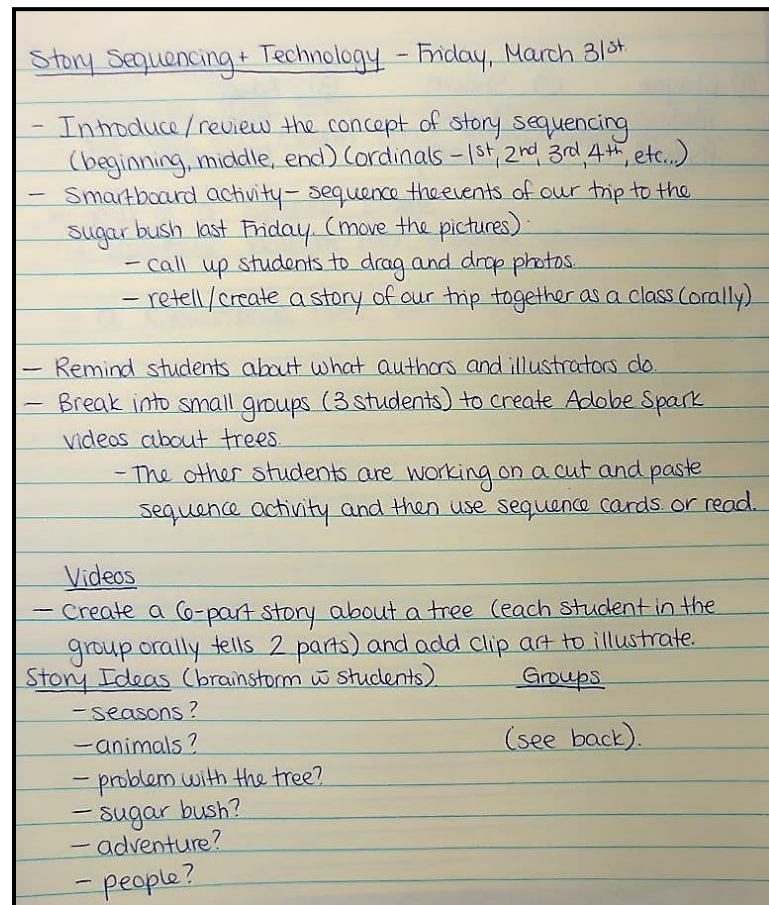 Story Sequencing + Technology - Friday, March 31st
- Introduce/review the concept of story sequencing
(beginning, middle, end) (ordinals - 1st, 2nd, 3rd, 4th, etc...)
- Smartboard activity - sequence the events of our trip to the
sugar bush last Friday. (move the pictures)
- call up students to drag and drop photos.
- retell/create a story of our trip together as a class (orally)
- Remind students about what authors and illustrators do.
- Break into small groups (3 students) to create Adobe Spark
videos about trees.
- The other students are working on a cut and paste
sequence activity and then use sequence cards or read.
Videos
- Create a 6-part story about a tree (each student in the
group orally tells 2 parts) and add clip art to illustrate.
Story Ideas (brainstorm w̄ students) Groups
- seasons?
- animals? (see back).
- problem with the tree?
- sugar bush?
- adventure?
- people?